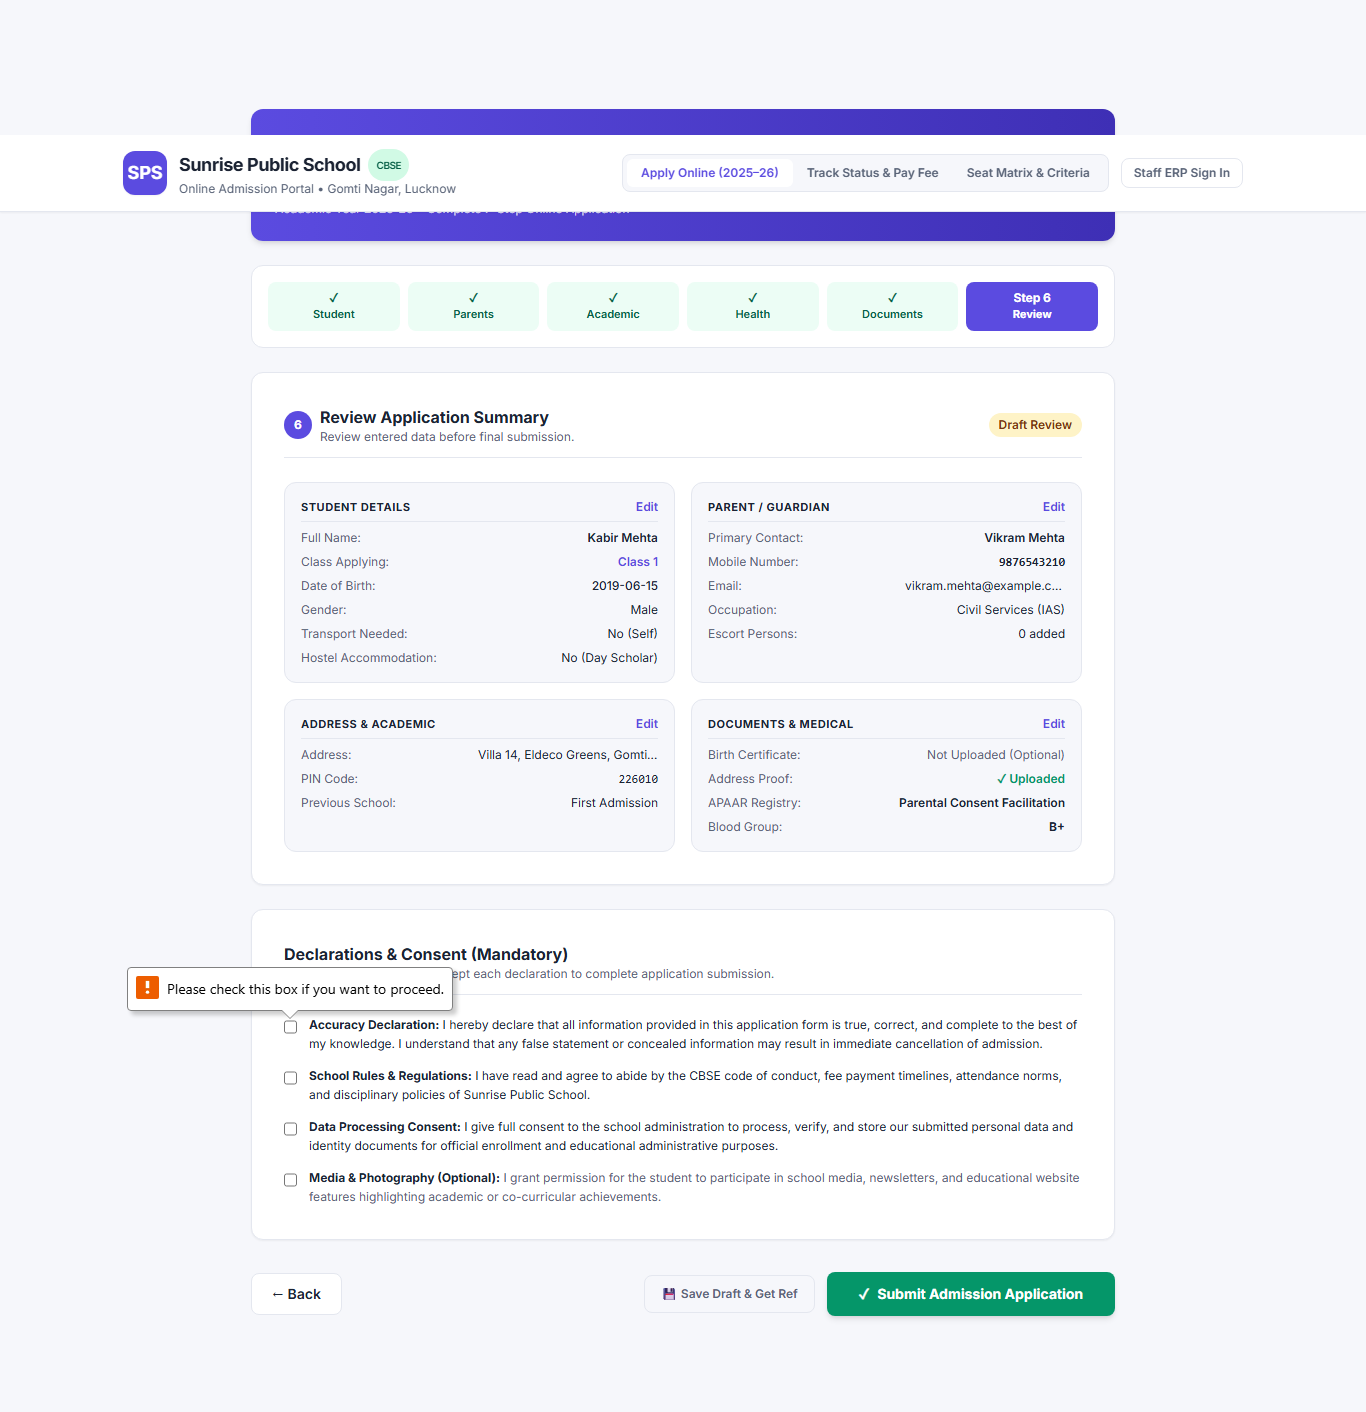 SPS
Sunrise Public School CBSE
Online Admission Portal • Gomti Nagar, Lucknow
Apply Online (2025–26) Track Status & Pay Fee Seat Matrix & Criteria Staff ERP Sign In
✓ Student
✓ Parents
✓ Academic
✓ Health
✓ Documents
Step 6
Review
6
Review Application Summary
Review entered data before final submission.
Draft Review
STUDENT DETAILS Edit
Full Name: Kabir Mehta
Class Applying: Class 1
Date of Birth: 2019-06-15
Gender: Male
Transport Needed: No (Self)
Hostel Accommodation: No (Day Scholar)
PARENT / GUARDIAN Edit
Primary Contact: Vikram Mehta
Mobile Number: 9876543210
Email: vikram.mehta@example.c...
Occupation: Civil Services (IAS)
Escort Persons: 0 added
ADDRESS & ACADEMIC Edit
Address: Villa 14, Eldeco Greens, Gomti...
PIN Code: 226010
Previous School: First Admission
DOCUMENTS & MEDICAL Edit
Birth Certificate: Not Uploaded (Optional)
Address Proof: ✓ Uploaded
APAAR Registry: Parental Consent Facilitation
Blood Group: B+
Declarations & Consent (Mandatory)
each declaration to complete application submission.
Please check this box if you want to proceed.
Accuracy Declaration: I hereby declare that all information provided in this application form is true, correct, and complete to the best of
my knowledge. I understand that any false statement or concealed information may result in immediate cancellation of admission.
School Rules & Regulations: I have read and agree to abide by the CBSE code of conduct, fee payment timelines, attendance norms,
and disciplinary policies of Sunrise Public School.
Data Processing Consent: I give full consent to the school administration to process, verify, and store our submitted personal data and
identity documents for official enrollment and educational administrative purposes.
Media & Photography (Optional): I grant permission for the student to participate in school media, newsletters, and educational website
features highlighting academic or co-curricular achievements.
← Back
Save Draft & Get Ref
✓ Submit Admission Application